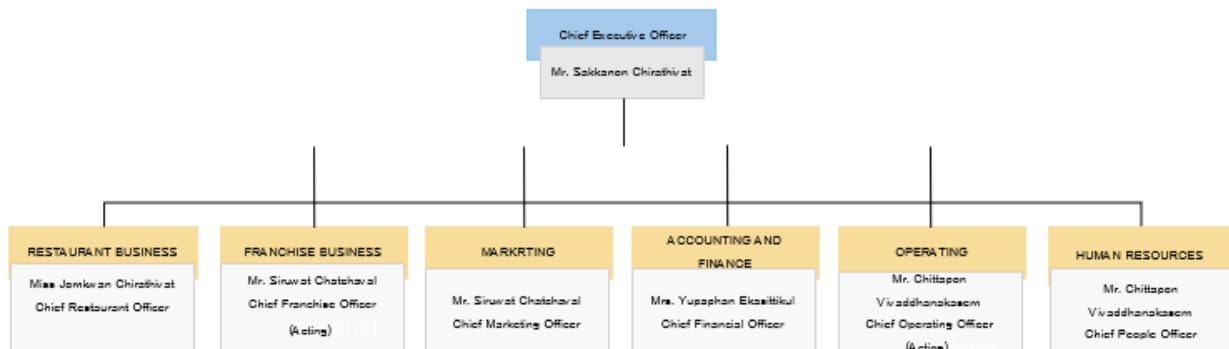 Chief Executive Officer
Mr. Sakkanon Chirathivat
RESTAURANT BUSINESS
Miss Jomkwan Chirathivat
Chief Restaurant Officer
FRANCHISE BUSINESS
Mr. Siruwat Chatchaval
Chief Franchise Officer
(Acting)
MARKRTING
Mr. Siruwat Chatchaval
Chief Marketing Officer
ACCOUNTING AND
FINANCE
Mrs. Yupaphan Ekasittikul
Chief Financial Officer
OPERATING
Mr. Chittapon
Vivaddhanakasem
Chief Operating Officer
(Acting)
HUMAN RESOURCES
Mr. Chittapon
Vivaddhanakasem
Chief People Officer